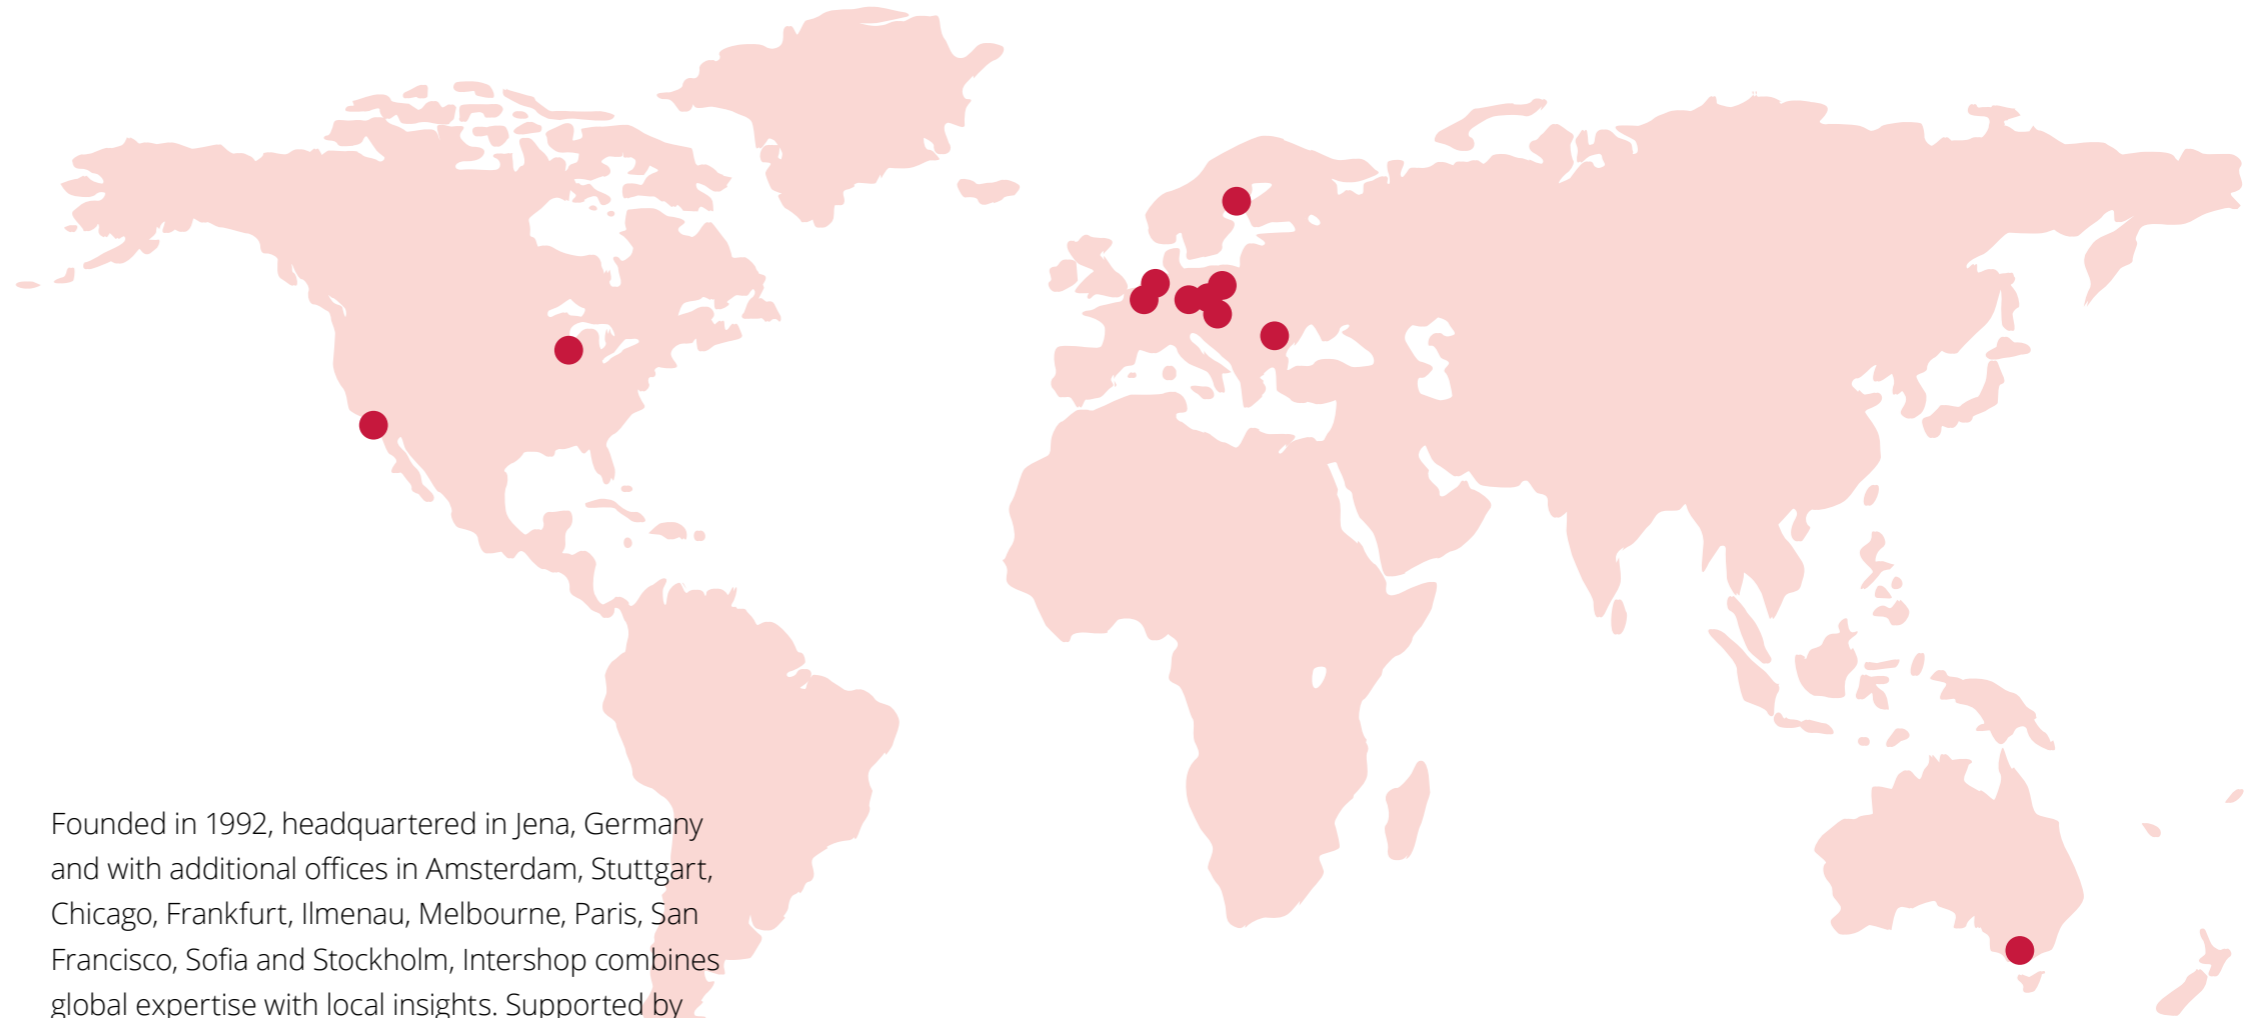 Founded in 1992, headquartered in Jena, Germany
and with additional offices in Amsterdam, Stuttgart,
Chicago, Frankfurt, Ilmenau, Melbourne, Paris, San
Francisco, Sofia and Stockholm, Intershop combines
global expertise with local insights. Supported by